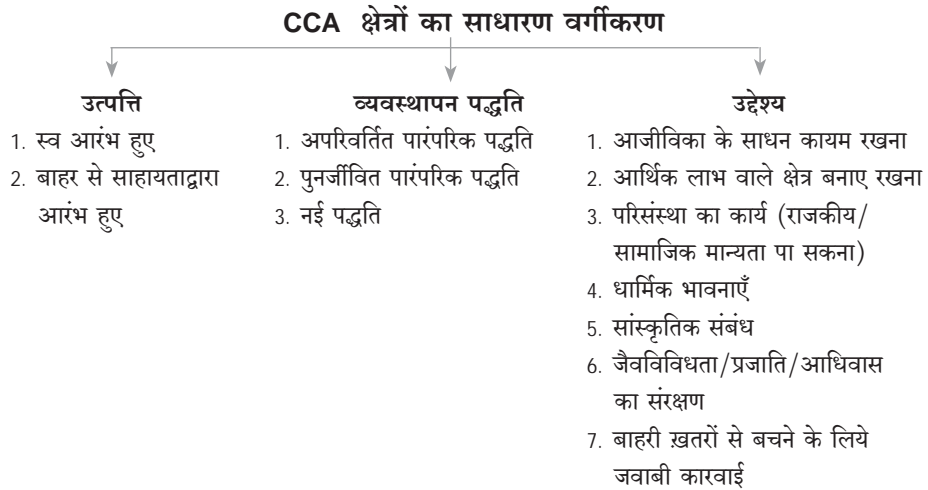 CCA क्षेत्रों का साधारण वर्गीकरण
उत्पत्ति
1. स्व आरंभ हुए
2. बाहर से साहायताद्वारा
आरंभ हुए
व्यवस्थापन पद्धति
1. अपरिवर्तित पारंपरिक पद्धति
2. पुनर्जीवित पारंपरिक पद्धति
3. नई पद्धति
उद्देश्य
1. आजीविका के साधन कायम रखना
2. आर्थिक लाभ वाले क्षेत्र बनाए रखना
3. परिसंस्था का कार्य (राजकीय/
सामाजिक मान्यता पा सकना)
4. धार्मिक भावनाएँ
5. सांस्कृतिक संबंध
6. जैवविविधता/प्रजाति/आधिवास
का संरक्षण
7. बाहरी ख़तरों से बचने के लिये
जवाबी कारवाई